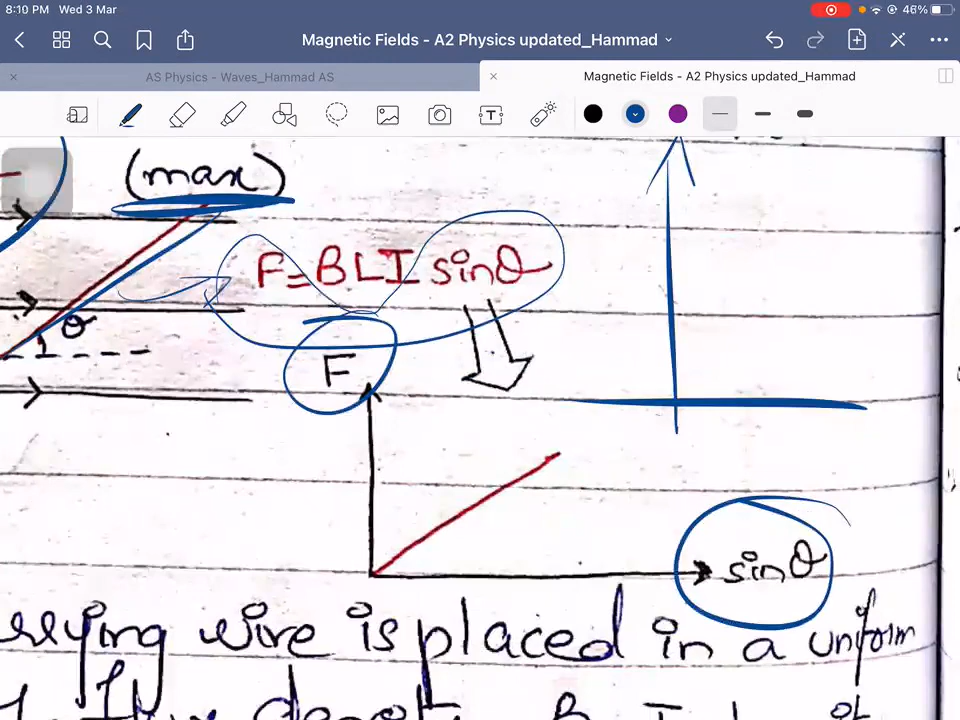 8:10 PM Wed 3 Mar
46%
Magnetic Fields - A2 Physics updated_Hammad
AS Physics - Waves_Hammad AS
Magnetic Fields - A2 Physics updated_Hammad
(max)
F=BLI sinθ
θ
F
sinθ
wire is placed in a uniform
of
B